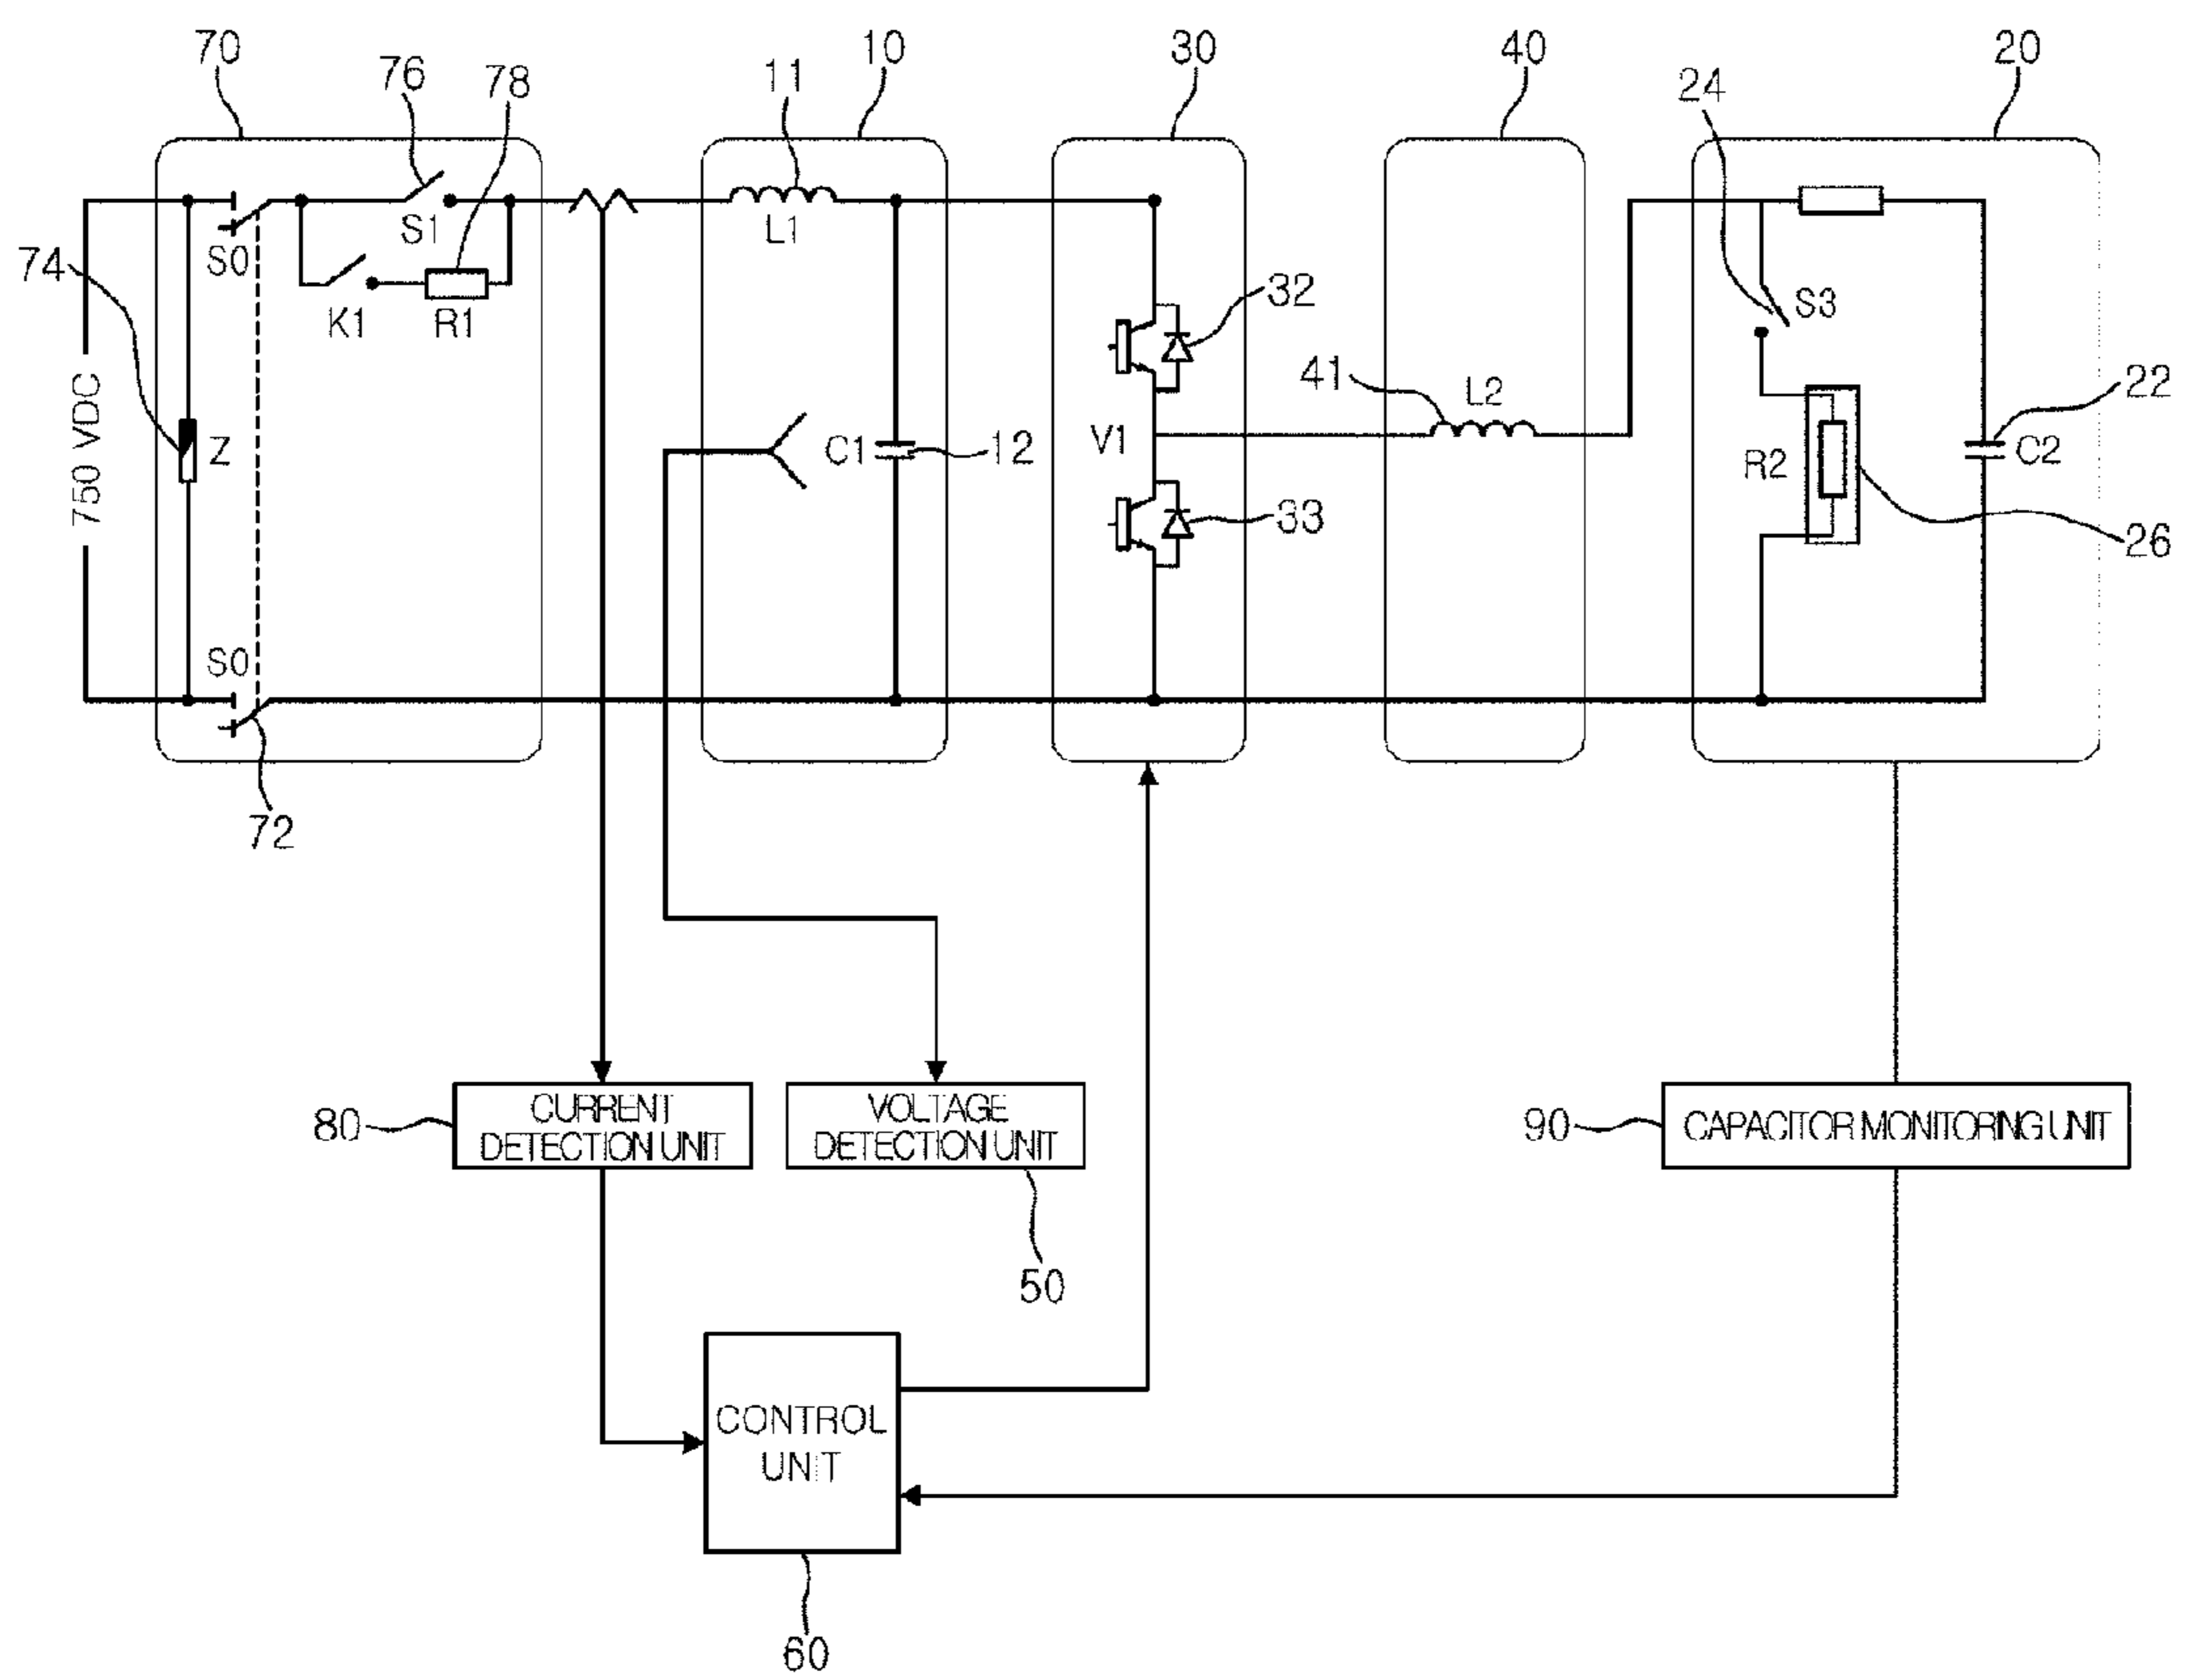 70
76
78
11
10
30
40
24
20
S0
S1
L1
74
K1
R1
32
S3
Z
750 VDC
41
L2
22
C1
12
V1
R2
C2
33
26
S0
72
80
CURRENT
DETECTION UNIT
VOLTAGE
DETECTION UNIT
90
CAPACITOR MONITORING UNIT
50
CONTROL
UNIT
60